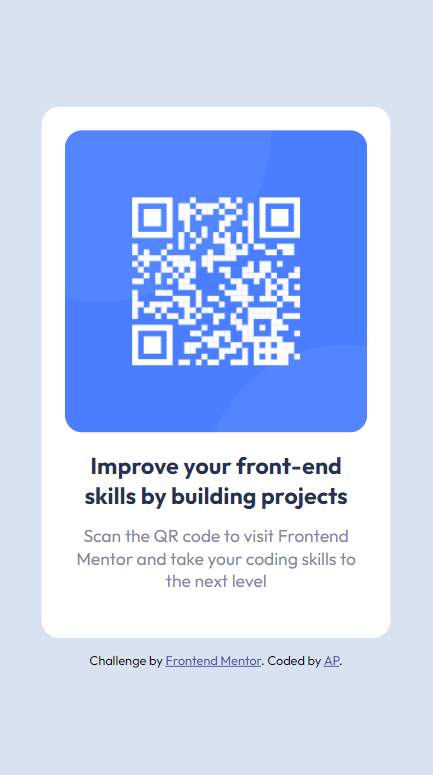 Improve your front-end
skills by building projects
Scan the QR code to visit Frontend
Mentor and take your coding skills to
the next level
Challenge by Frontend Mentor. Coded by AP.